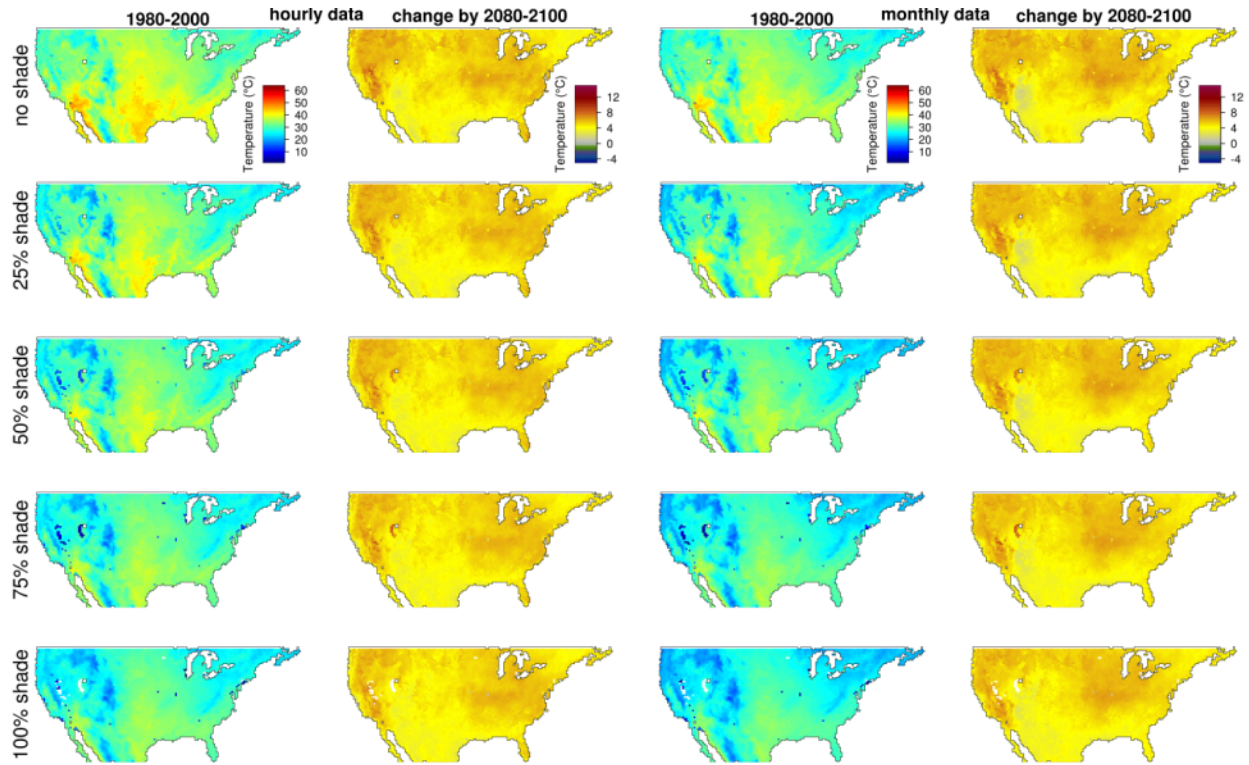 hourly data
monthly data
1980-2000
change by 2080-2100
1980-2000
change by 2080-2100
no shade
Temperature (°C)
60
50
40
30
20
10
Temperature (°C)
12
8
4
0
-4
Temperature (°C)
60
50
40
30
20
10
Temperature (°C)
12
8
4
0
-4
25% shade
50% shade
75% shade
100% shade